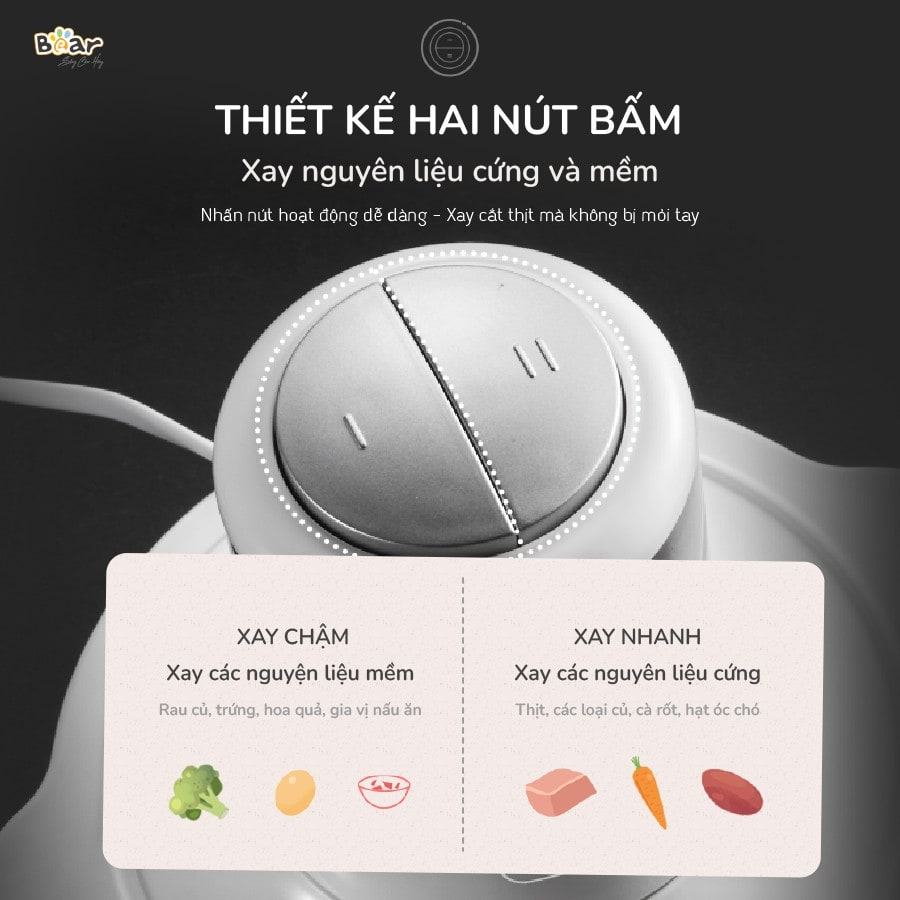 Bear
THIẾT KẾ HAI NÚT BẤM
Xay nguyên liệu cứng và mềm
Nhấn nút hoạt động dễ dàng - Xay cắt thịt mà không bị mỏi tay
I
II
XAY CHẬM
Xay các nguyện liệu mềm
Rau củ, trứng, hoa quả, gia vị nấu ăn
XAY NHANH
Xay các nguyên liệu cứng
Thịt, các loại củ, cà rốt, hạt óc chó